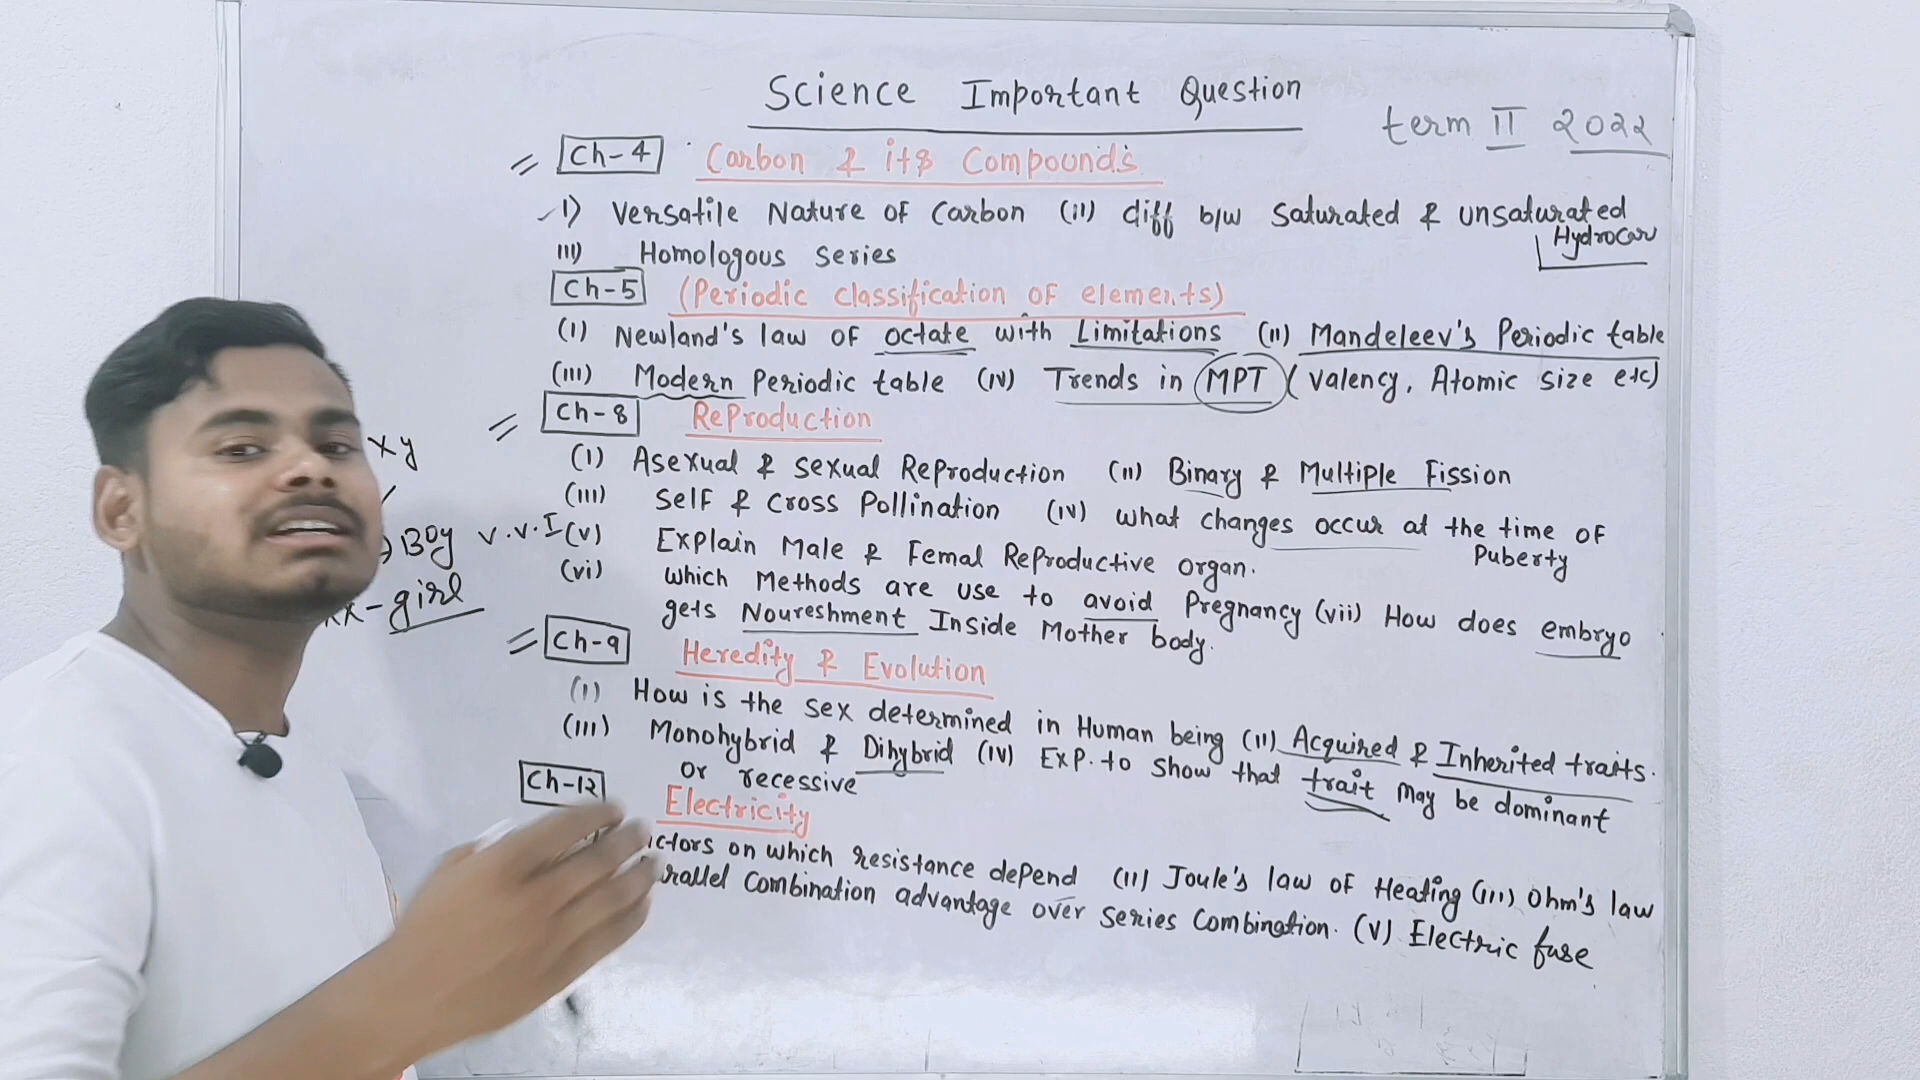 Science Important Question
term II 2022
Ch-4 Carbon & its Compounds
I) Versatile Nature of Carbon (II) diff b/w Saturated & unsaturated
Hydrocar
III) Homologous series
Ch-5 (Periodic classification of elements)
(I) Newland's law of octate with Limitations (II) Mandeleev's Periodic table
(III) Modern Periodic table (IV) Trends in MPT (valency, Atomic size etc)
Ch-8 Reproduction
(I) Asexual & sexual Reproduction (II) Binary & Multiple Fission
(III) Self & Cross Pollination (IV) what changes occur at the time of
Puberty
V.V.I (V) Explain Male & Femal Reproductive organ.
(vi) which Methods are use to avoid Pregnancy (vii) How does embryo
gets Noureshment Inside Mother body.
xy
Boy
x - girl
Ch-9 Heredity & Evolution
(I) How is the sex determined in Human being (II) Acquired & Inherited traits.
(III) Monohybrid & Dihybrid (IV) Exp. to show that trait may be dominant
or recessive
Ch-12 Electricity
ctors on which resistance depend (II) Joule's law of Heating (III) Ohm's law
rallel Combination advantage over series Combination. (V) Electric fuse